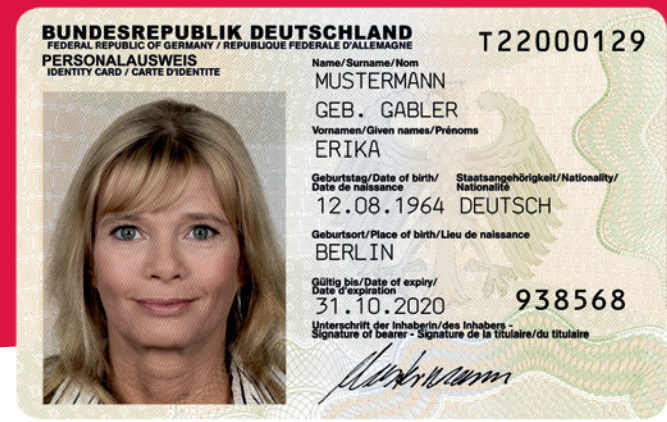 BUNDESREPUBLIK DEUTSCHLAND
FEDERAL REPUBLIC OF GERMANY / REPUBLIQUE FEDERALE D'ALLEMAGNE
PERSONALAUSWEIS
IDENTITY CARD / CARTE D'IDENTITE
T22000129
Name/Surname/Nom
MUSTERMANN
GEB. GABLER
Vornamen/Given names/Prénoms
ERIKA
Geburtstag/Date of birth/ Staatsangehörigkeit/Nationality/
Date de naissance Nationalité
12.08.1964 DEUTSCH
Geburtsort/Place of birth/Lieu de naissance
BERLIN
Gültig bis/Date of expiry/
Date d'expiration
31.10.2020 938568
Unterschrift der Inhaberin/des Inhabers -
Signature of bearer - Signature de la titulaire/du titulaire
Mustermann